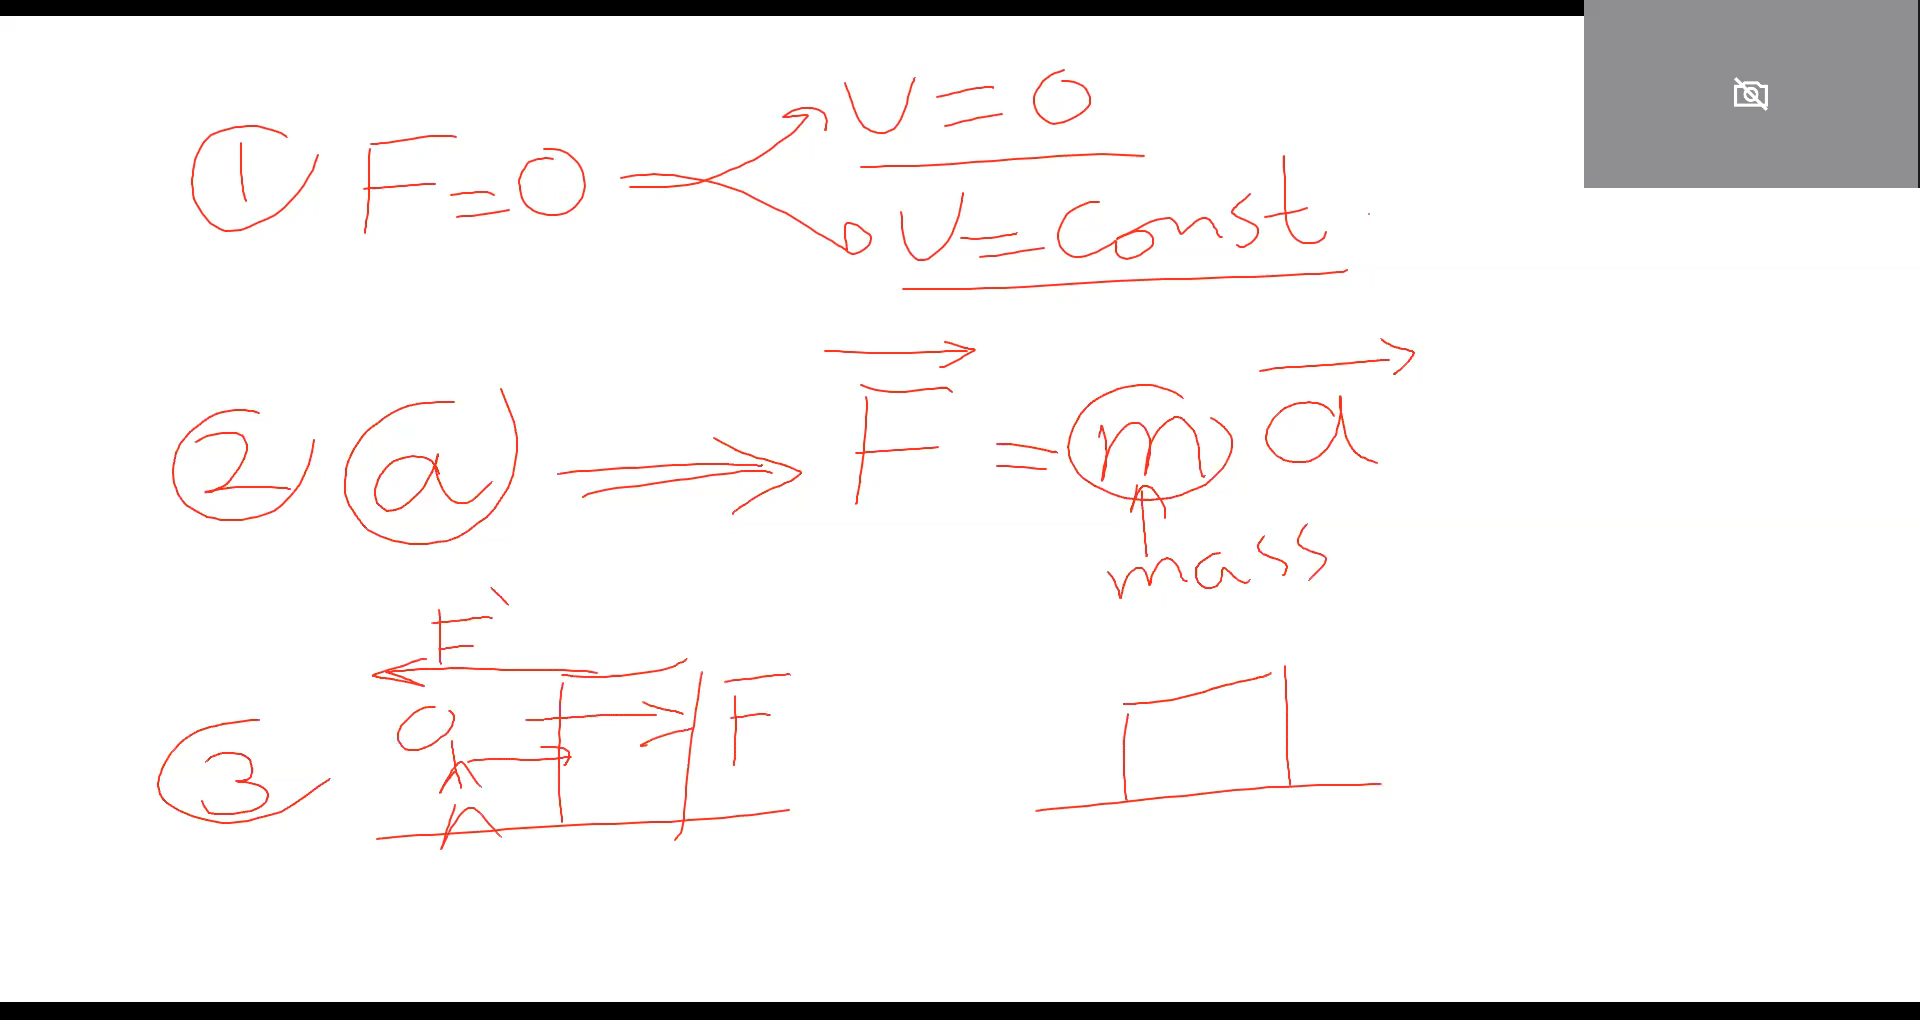 ① F=0 V=0
V=Const
② a ⟹ F⃗ = m a⃗
mass
F`
③ F